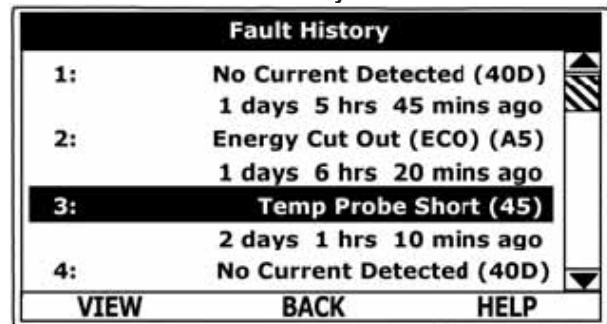 Fault History
1: No Current Detected (40D)
1 days 5 hrs 45 mins ago
2: Energy Cut Out (ECO) (A5)
1 days 6 hrs 20 mins ago
3: Temp Probe Short (45)
2 days 1 hrs 10 mins ago
4: No Current Detected (40D)
VIEW BACK HELP